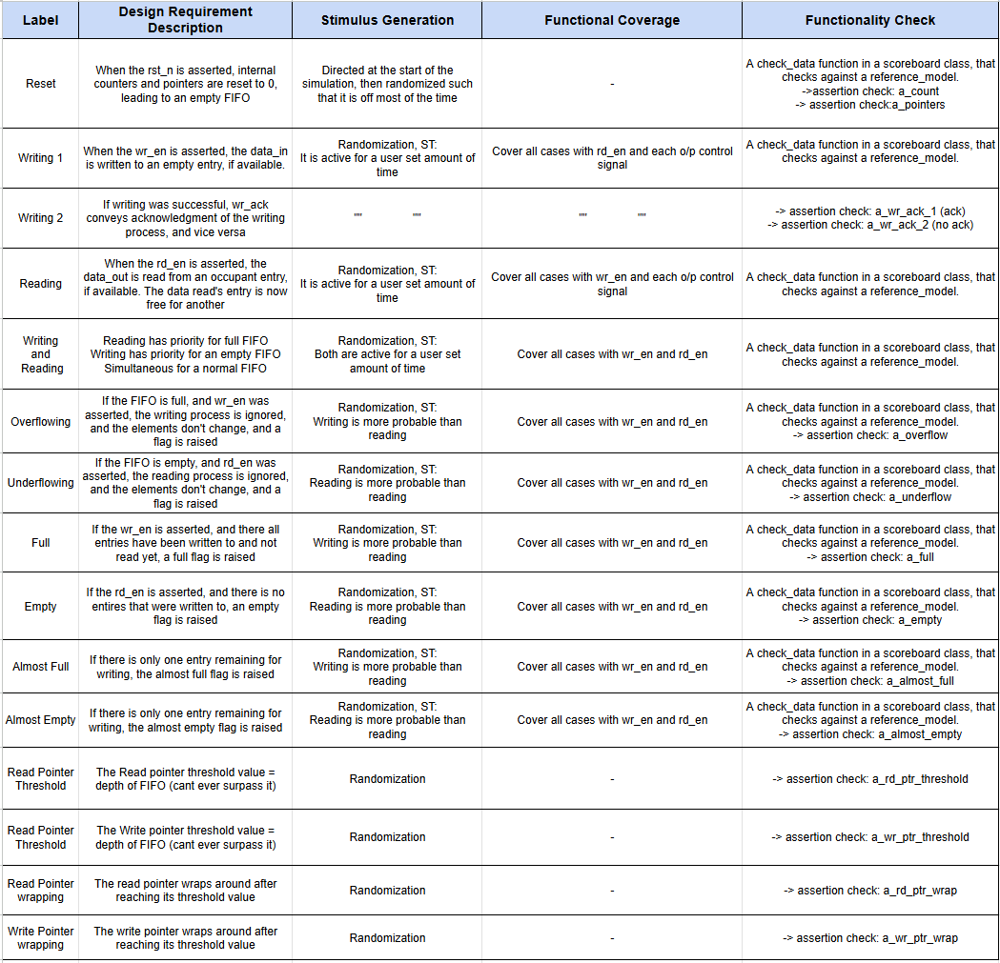 Label
Design Requirement
Description
Stimulus Generation
Functional Coverage
Functionality Check
Reset
When the rst_n is asserted, internal
counters and pointers are reset to 0,
leading to an empty FIFO
Directed at the start of the
simulation, then randomized such
that it is off most of the time
-
A check_data function in a scoreboard class, that
checks against a reference_model.
->assertion check: a_count
-> assertion check:a_pointers
Writing 1
When the wr_en is asserted, the data_in
is written to an empty entry, if available.
Randomization, ST:
It is active for a user set amount of
time
Cover all cases with rd_en and each o/p control
signal
A check_data function in a scoreboard class, that
checks against a reference_model.
Writing 2
If writing was successful, wr_ack
conveys acknowledgment of the writing
process, and vice versa
"" ""
"" ""
-> assertion check: a_wr_ack_1 (ack)
-> assertion check: a_wr_ack_2 (no ack)
Reading
When the rd_en is asserted, the
data_out is read from an occupant entry,
if available. The data read's entry is now
free for another
Randomization, ST:
It is active for a user set amount of
time
Cover all cases with wr_en and each o/p control
signal
A check_data function in a scoreboard class, that
checks against a reference_model.
Writing
and
Reading
Reading has priority for full FIFO
Writing has priority for an empty FIFO
Simultaneous for a normal FIFO
Randomization, ST:
Both are active for a user set
amount of time
Cover all cases with wr_en and rd_en
A check_data function in a scoreboard class, that
checks against a reference_model.
Overflowing
If the FIFO is full, and wr_en was
asserted, the writing process is ignored,
and the elements don't change, and a
flag is raised
Randomization, ST:
Writing is more probable than
reading
Cover all cases with wr_en and rd_en
A check_data function in a scoreboard class, that
checks against a reference_model.
-> assertion check: a_overflow
Underflowing
If the FIFO is empty, and rd_en was
asserted, the reading process is ignored,
and the elements don't change, and a
flag is raised
Randomization, ST:
Reading is more probable than
reading
Cover all cases with wr_en and rd_en
A check_data function in a scoreboard class, that
checks against a reference_model.
-> assertion check: a_underflow
Full
If the wr_en is asserted, and there all
entries have been written to and not
read yet, a full flag is raised
Randomization, ST:
Writing is more probable than
reading
Cover all cases with wr_en and rd_en
A check_data function in a scoreboard class, that
checks against a reference_model.
-> assertion check: a_full
Empty
If the rd_en is asserted, and there is no
entires that were written to, an empty
flag is raised
Randomization, ST:
Reading is more probable than
reading
Cover all cases with wr_en and rd_en
A check_data function in a scoreboard class, that
checks against a reference_model.
-> assertion check: a_empty
Almost Full
If there is only one entry remaining for
writing, the almost full flag is raised
Randomization, ST:
Writing is more probable than
reading
Cover all cases with wr_en and rd_en
A check_data function in a scoreboard class, that
checks against a reference_model.
-> assertion check: a_almost_full
Almost Empty
If there is only one entry remaining for
writing, the almost empty flag is raised
Randomization, ST:
Reading is more probable than
reading
Cover all cases with wr_en and rd_en
A check_data function in a scoreboard class, that
checks against a reference_model.
-> assertion check: a_almost_empty
Read Pointer
Threshold
The Read pointer threshold value =
depth of FIFO (cant ever surpass it)
Randomization
-
-> assertion check: a_rd_ptr_threshold
Read Pointer
Threshold
The Write pointer threshold value =
depth of FIFO (cant ever surpass it)
Randomization
-
-> assertion check: a_wr_ptr_threshold
Read Pointer
wrapping
The read pointer wraps around after
reaching its threshold value
Randomization
-
-> assertion check: a_rd_ptr_wrap
Write Pointer
wrapping
The write pointer wraps around after
reaching its threshold value
Randomization
-
-> assertion check: a_wr_ptr_wrap